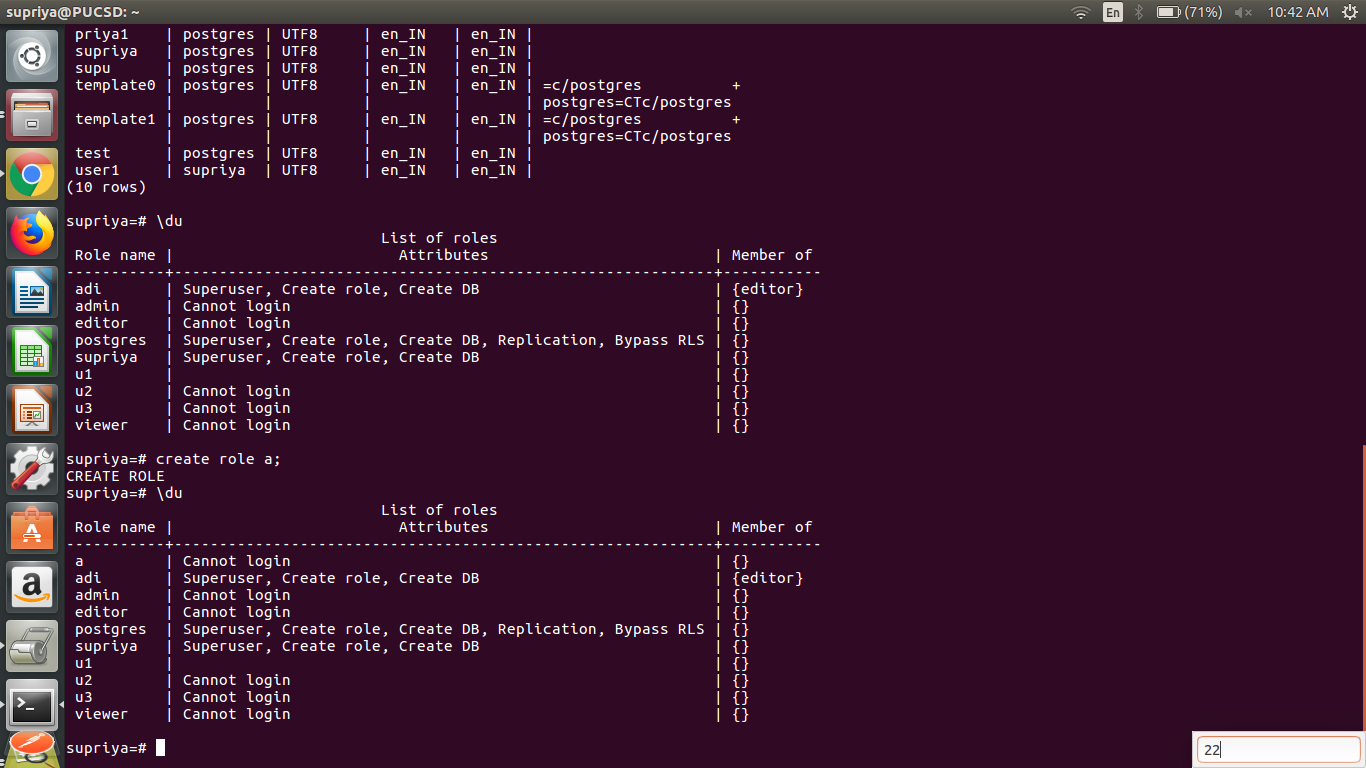 supriya@PUCSD: ~ En (71%) 10:42 AM
 priya1    | postgres | UTF8     | en_IN   | en_IN |
 supriya   | postgres | UTF8     | en_IN   | en_IN |
 supu      | postgres | UTF8     | en_IN   | en_IN |
 template0 | postgres | UTF8     | en_IN   | en_IN | =c/postgres          +
           |          |          |         |       | postgres=CTc/postgres
 template1 | postgres | UTF8     | en_IN   | en_IN | =c/postgres          +
           |          |          |         |       | postgres=CTc/postgres
 test      | postgres | UTF8     | en_IN   | en_IN |
 user1     | supriya  | UTF8     | en_IN   | en_IN |
(10 rows)
supriya=# \du
                                   List of roles
 Role name |                         Attributes                         | Member of
-----------+------------------------------------------------------------+-----------
 adi       | Superuser, Create role, Create DB                          | {editor}
 admin     | Cannot login                                               | {}
 editor    | Cannot login                                               | {}
 postgres  | Superuser, Create role, Create DB, Replication, Bypass RLS | {}
 supriya   | Superuser, Create role, Create DB                          | {}
 u1        |                                                            | {}
 u2        | Cannot login                                               | {}
 u3        | Cannot login                                               | {}
 viewer    | Cannot login                                               | {}
supriya=# create role a;
CREATE ROLE
supriya=# \du
                                   List of roles
 Role name |                         Attributes                         | Member of
-----------+------------------------------------------------------------+-----------
 a         | Cannot login                                               | {}
 adi       | Superuser, Create role, Create DB                          | {editor}
 admin     | Cannot login                                               | {}
 editor    | Cannot login                                               | {}
 postgres  | Superuser, Create role, Create DB, Replication, Bypass RLS | {}
 supriya   | Superuser, Create role, Create DB                          | {}
 u1        |                                                            | {}
 u2        | Cannot login                                               | {}
 u3        | Cannot login                                               | {}
 viewer    | Cannot login                                               | {}
supriya=#
22